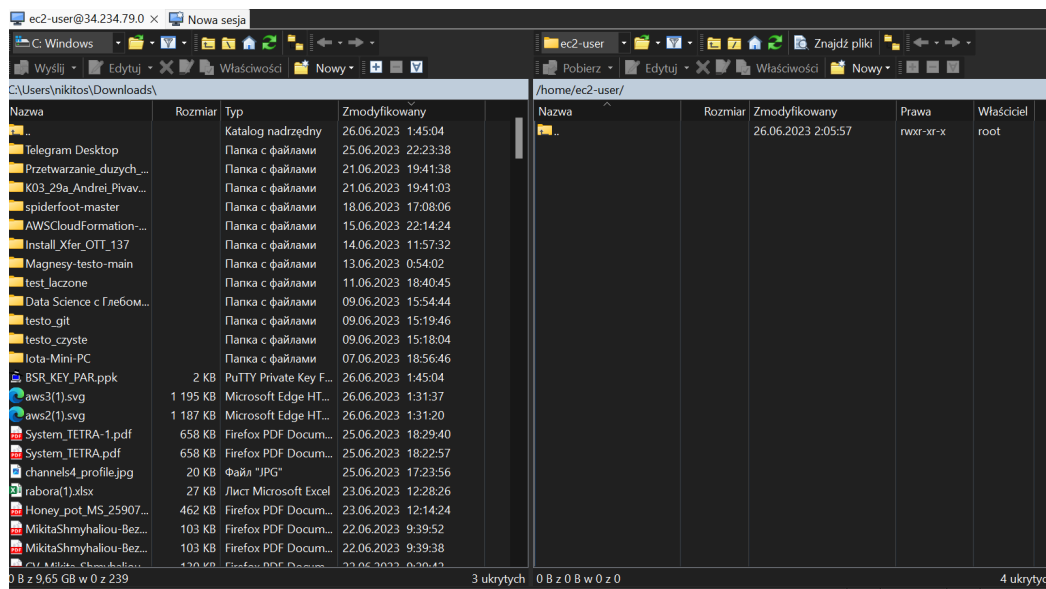 ec2-user@34.234.79.0 × Nowa sesja
C: Windows ec2-user Znajdź pliki
Wyślij Edytuj Właściwości Nowy Pobierz Edytuj Właściwości Nowy
C:\Users\nikitos\Downloads\ /home/ec2-user/
Nazwa Rozmiar Typ Zmodyfikowany Nazwa Rozmiar Zmodyfikowany Prawa Właściciel
.. Katalog nadrzędny 26.06.2023 1:45:04 .. 26.06.2023 2:05:57 rwxr-xr-x root
Telegram Desktop Папка с файлами 25.06.2023 22:23:38
Przetwarzanie_duzych_... Папка с файлами 21.06.2023 19:41:38
K03_29a_Andrei_Pivav... Папка с файлами 21.06.2023 19:41:03
spiderfoot-master Папка с файлами 18.06.2023 17:08:06
AWSCloudFormation-... Папка с файлами 15.06.2023 22:14:24
Install_Xfer_OTT_137 Папка с файлами 14.06.2023 11:57:32
Magnesy-testo-main Папка с файлами 13.06.2023 0:54:02
test_laczone Папка с файлами 11.06.2023 18:40:45
Data Science с Глебом... Папка с файлами 09.06.2023 15:54:44
testo_git Папка с файлами 09.06.2023 15:19:46
testo_czyste Папка с файлами 09.06.2023 15:18:04
Iota-Mini-PC Папка с файлами 07.06.2023 18:56:46
BSR_KEY_PAR.ppk 2 KB PuTTY Private Key F... 26.06.2023 1:45:04
aws3(1).svg 1 195 KB Microsoft Edge HT... 26.06.2023 1:31:37
aws2(1).svg 1 187 KB Microsoft Edge HT... 26.06.2023 1:31:20
System_TETRA-1.pdf 658 KB Firefox PDF Docum... 25.06.2023 18:29:40
System_TETRA.pdf 658 KB Firefox PDF Docum... 25.06.2023 18:22:57
channels4_profile.jpg 20 KB Файл "JPG" 25.06.2023 17:23:56
rabora(1).xlsx 27 KB Лист Microsoft Excel 23.06.2023 12:28:26
Honey_pot_MS_25907... 462 KB Firefox PDF Docum... 23.06.2023 12:14:24
MikitaShmyhaliou-Bez... 103 KB Firefox PDF Docum... 22.06.2023 9:39:52
MikitaShmyhaliou-Bez... 103 KB Firefox PDF Docum... 22.06.2023 9:39:38
0 B z 9,65 GB w 0 z 239 3 ukrytych 0 B z 0 B w 0 z 0 4 ukrytyc